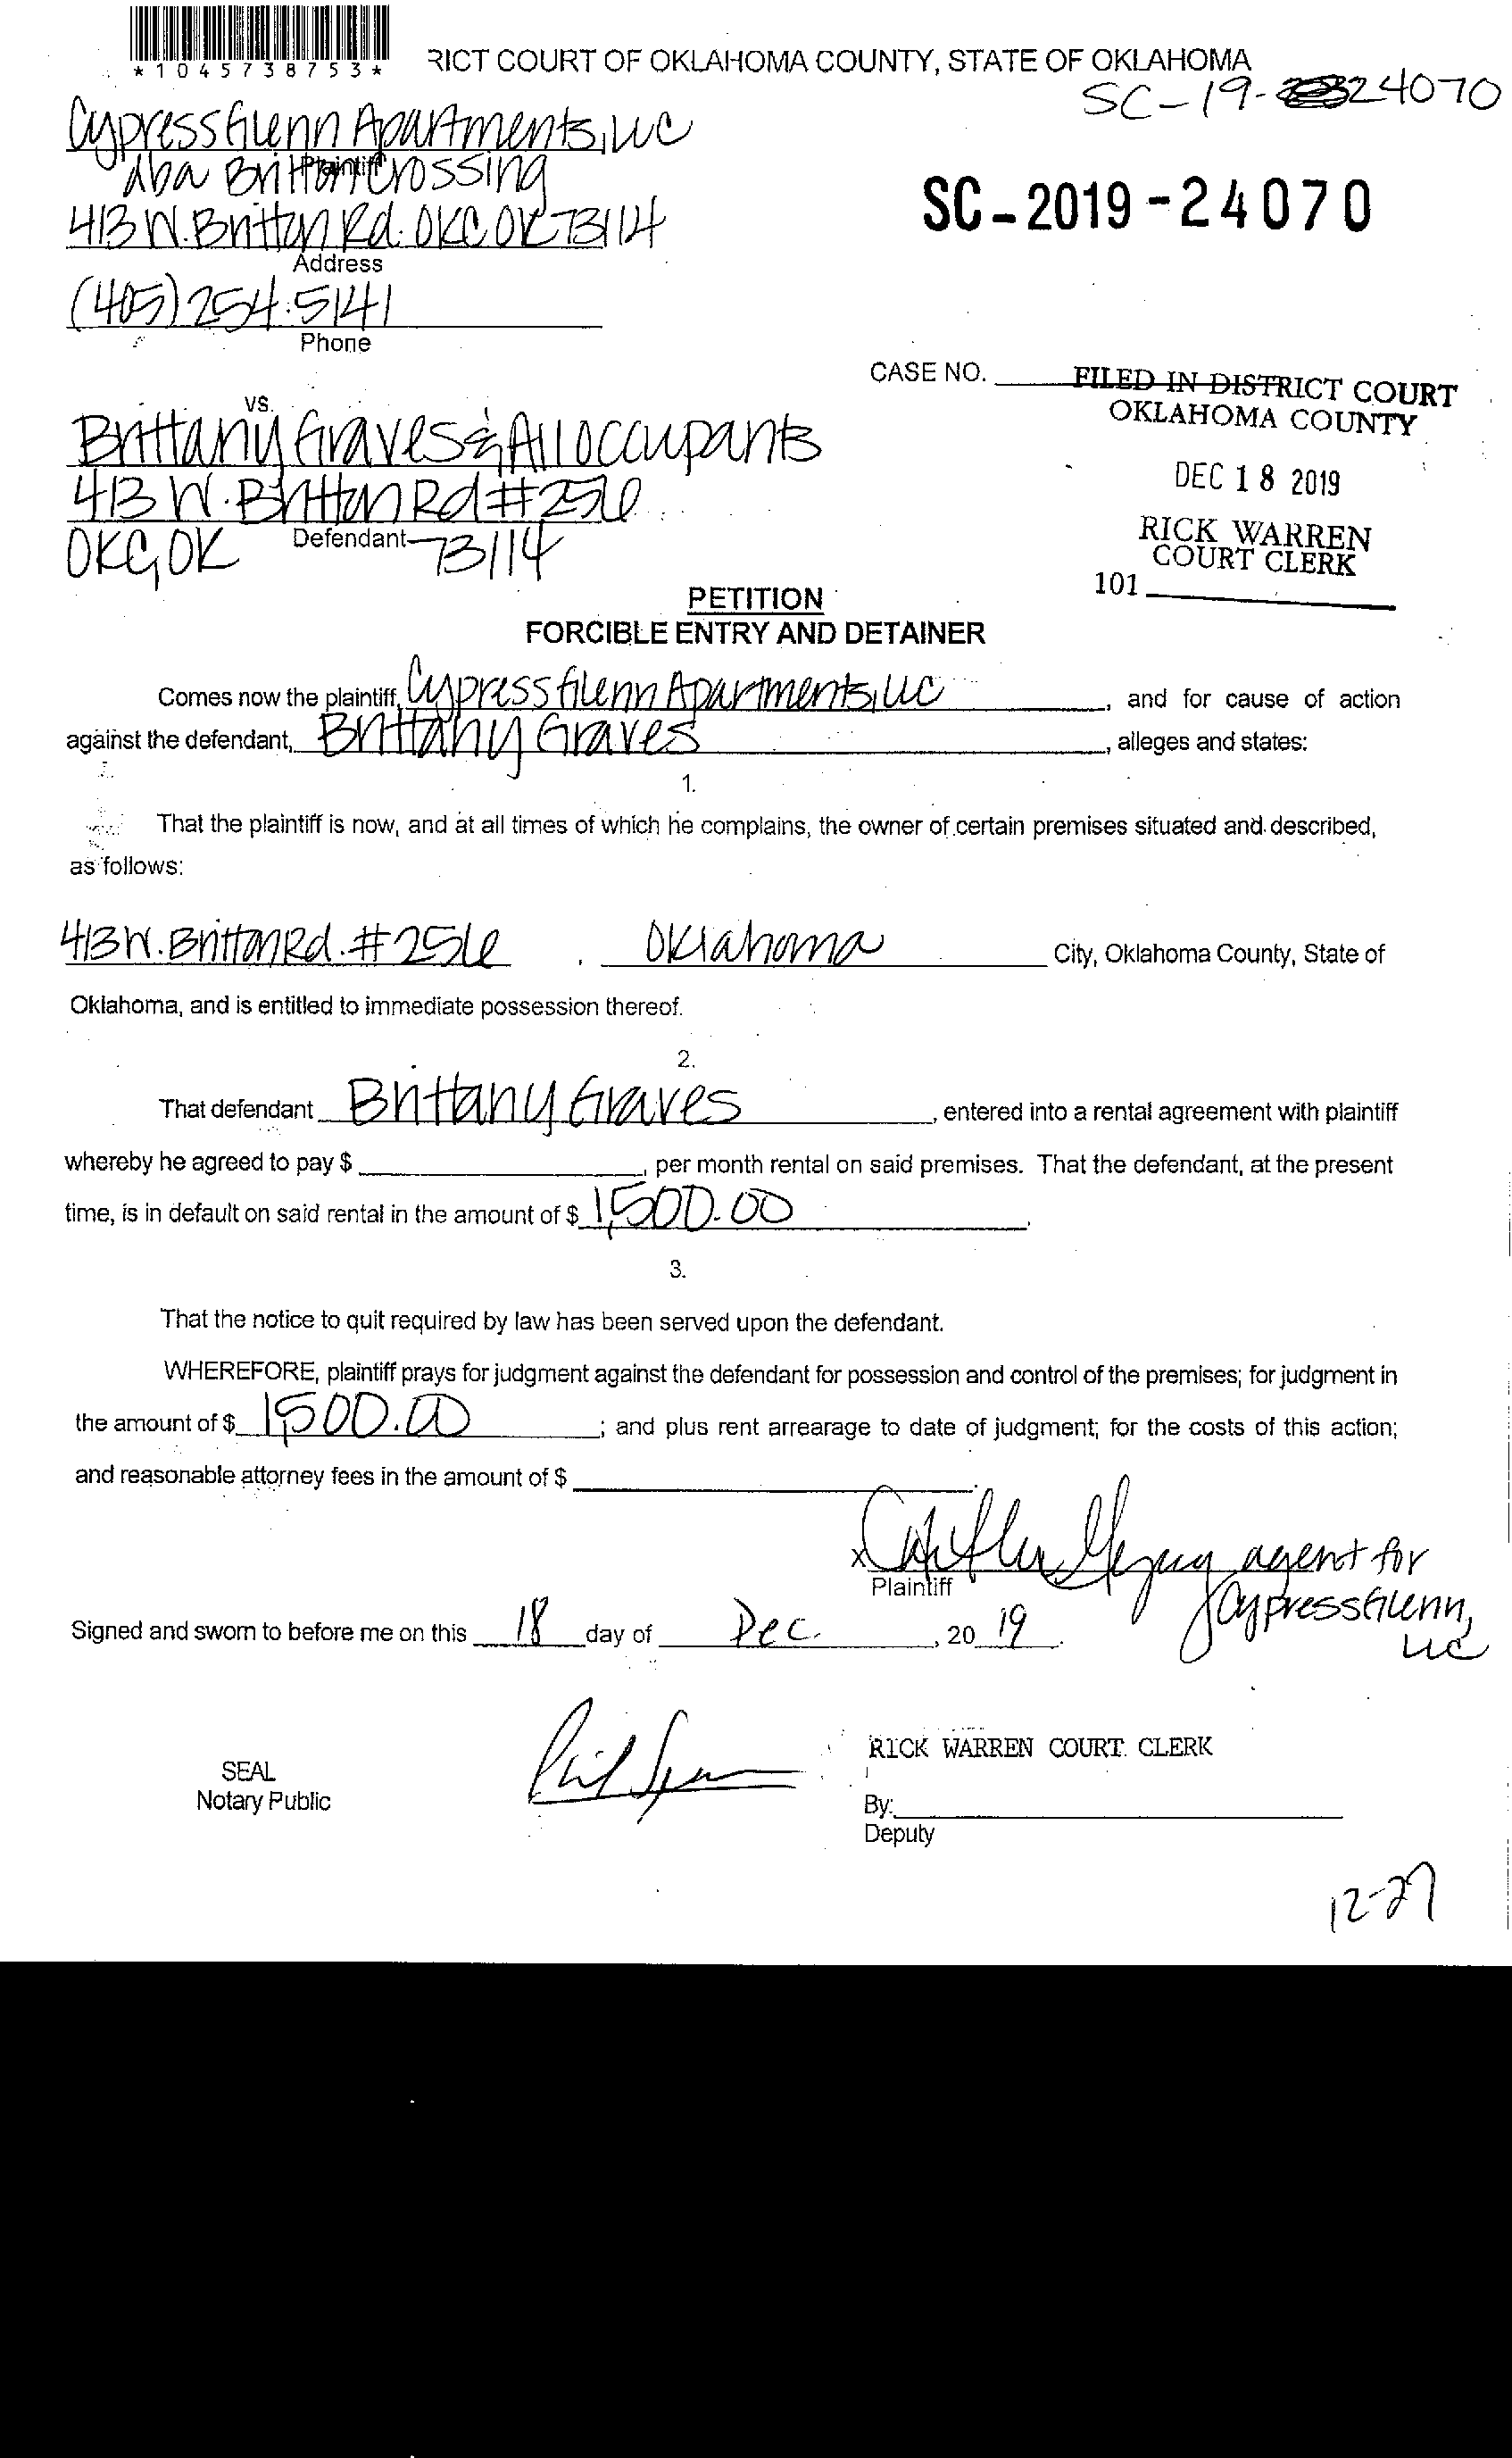 *1045738753*
RICT COURT OF OKLAHOMA COUNTY, STATE OF OKLAHOMA
SC-19-24070
Cypress Glenn Apartments, LLC
dba Britton Crossing
Plaintiff
SC-2019-24070
413 W. Britton Rd. OKC OK 73114
Address
(405) 254.5141
Phone
CASE NO.
FILED IN DISTRICT COURT
OKLAHOMA COUNTY
vs.
Brittany Graves & All Occupants
DEC 18 2019
413 W. Britton Rd #256
RICK WARREN
COURT CLERK
OKC, OK 73114
Defendant
101
PETITION
FORCIBLE ENTRY AND DETAINER
Comes now the plaintiff, Cypress Glenn Apartments, LLC, and for cause of action
against the defendant, Brittany Graves, alleges and states:
1.
That the plaintiff is now, and at all times of which he complains, the owner of certain premises situated and described,
as follows:
413 W. Britton Rd. #256, Oklahoma City, Oklahoma County, State of
Oklahoma, and is entitled to immediate possession thereof.
2.
That defendant Brittany Graves, entered into a rental agreement with plaintiff
whereby he agreed to pay $, per month rental on said premises. That the defendant, at the present
time, is in default on said rental in the amount of $ 1,500.00.
3.
That the notice to quit required by law has been served upon the defendant.
WHEREFORE, plaintiff prays for judgment against the defendant for possession and control of the premises; for judgment in
the amount of $ 1500.00; and plus rent arrearage to date of judgment; for the costs of this action;
and reasonable attorney fees in the amount of $.
x agent for
Plaintiff
Cypress Glenn,
LLC
Signed and sworn to before me on this 18 day of Dec., 20 19.
RICK WARREN COURT CLERK
SEAL
Notary Public
By:
Deputy
12-27